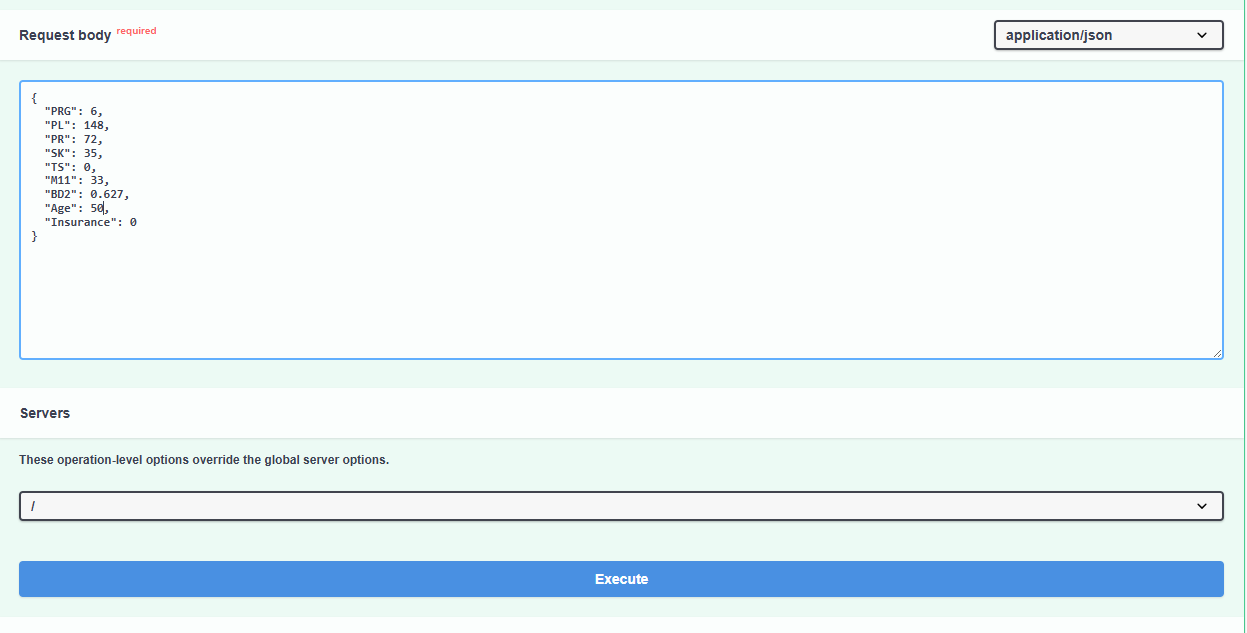 Request body required
application/json
{
  "PRG": 6,
  "PL": 148,
  "PR": 72,
  "SK": 35,
  "TS": 0,
  "M11": 33,
  "BD2": 0.627,
  "Age": 50,
  "Insurance": 0
}
Servers
These operation-level options override the global server options.
/
Execute